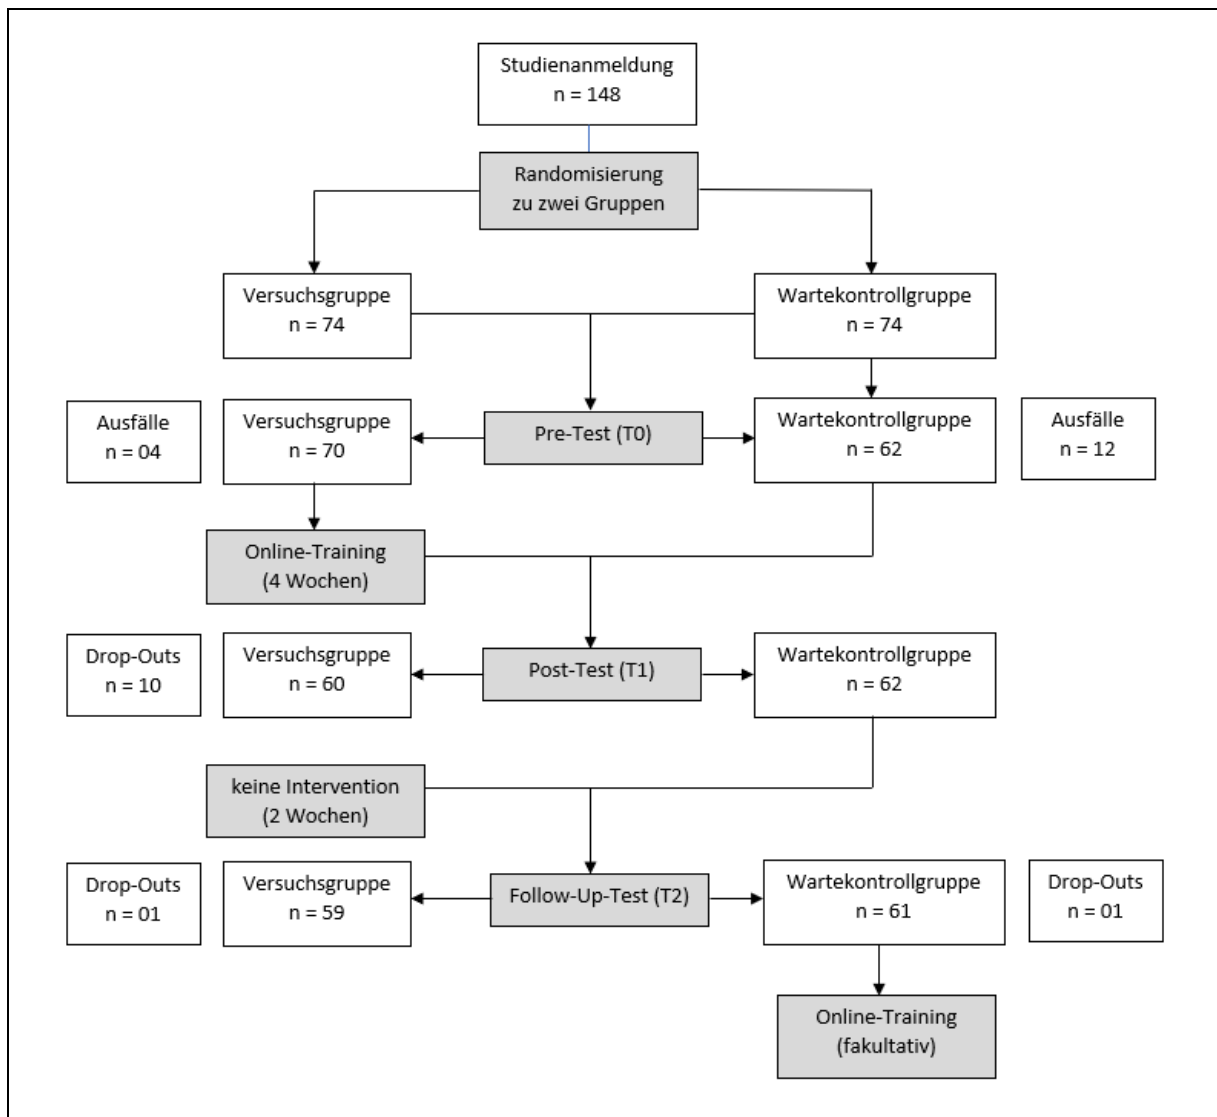 Studienanmeldung
n = 148
Randomisierung
zu zwei Gruppen
Versuchsgruppe
n = 74
Wartekontrollgruppe
n = 74
Ausfälle
n = 04
Versuchsgruppe
n = 70
Pre-Test (T0)
Wartekontrollgruppe
n = 62
Ausfälle
n = 12
Online-Training
(4 Wochen)
Drop-Outs
n = 10
Versuchsgruppe
n = 60
Post-Test (T1)
Wartekontrollgruppe
n = 62
keine Intervention
(2 Wochen)
Drop-Outs
n = 01
Versuchsgruppe
n = 59
Follow-Up-Test (T2)
Wartekontrollgruppe
n = 61
Drop-Outs
n = 01
Online-Training
(fakultativ)